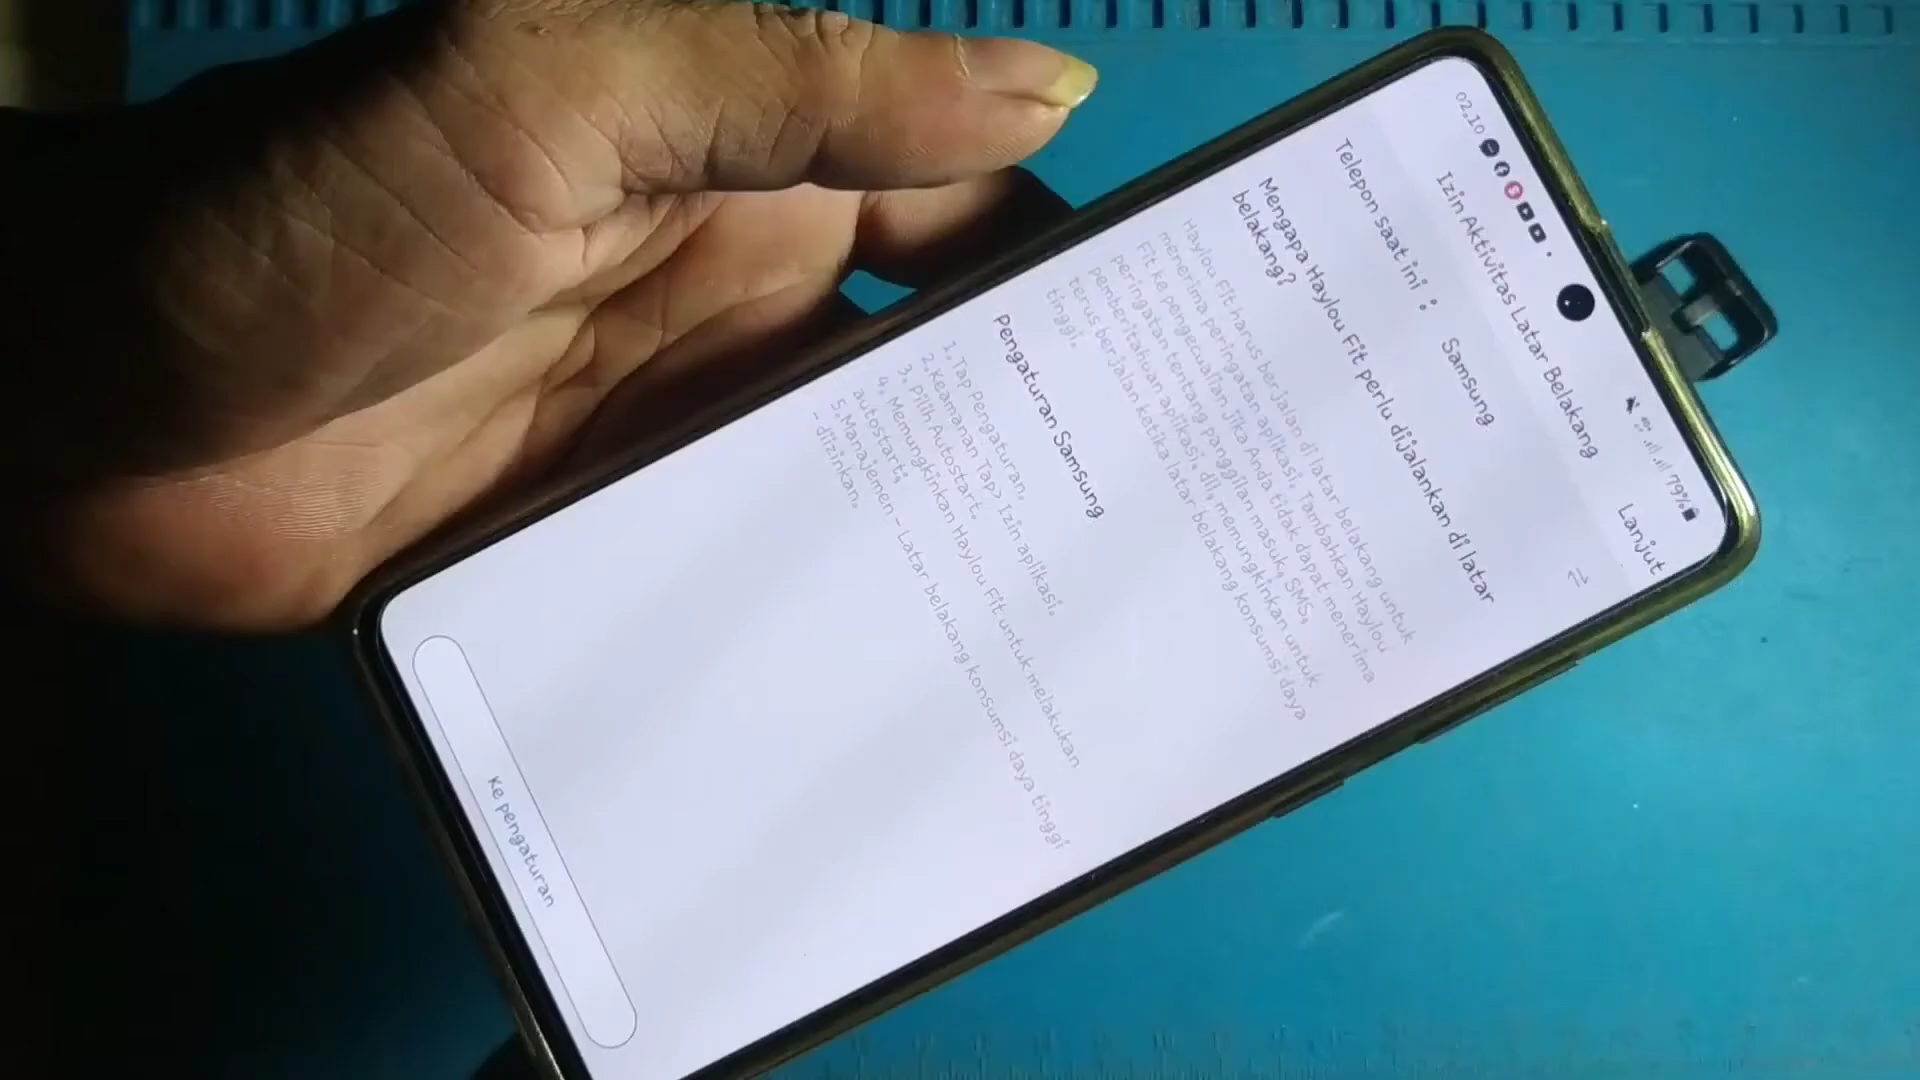 02.10
79%
Izin Aktivitas Latar Belakang
Lanjut
Telepon saat ini : Samsung
Mengapa Haylou Fit perlu dijalankan di latar
belakang?
Haylou Fit harus berjalan di latar belakang untuk
menerima peringatan aplikasi. Tambahkan Haylou
Fit ke pengecualian jika Anda tidak dapat menerima
peringatan tentang panggilan masuk, SMS,
pemberitahuan aplikasi, dll, memungkinkan untuk
terus berjalan ketika latar belakang konsumsi daya
tinggi.
Pengaturan Samsung
1.Tap Pengaturan.
2.Keamanan Tap> Izin aplikasi.
3. Pilih Autostart.
4. Memungkinkan Haylou Fit untuk melakukan
autostart.
5.Manajemen - Latar belakang konsumsi daya tinggi
- diizinkan.
Ke pengaturan